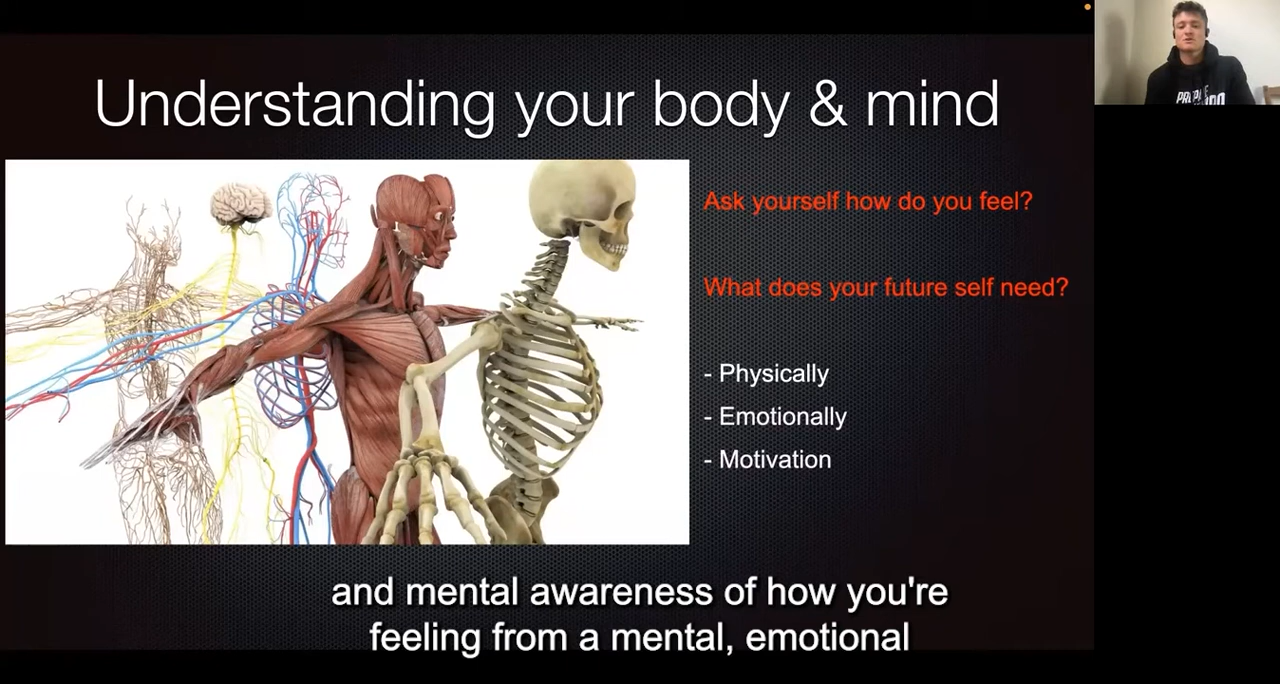 Understanding your body & mind
Ask yourself how do you feel?
What does your future self need?
- Physically
- Emotionally
- Motivation
and mental awareness of how you're
feeling from a mental, emotional